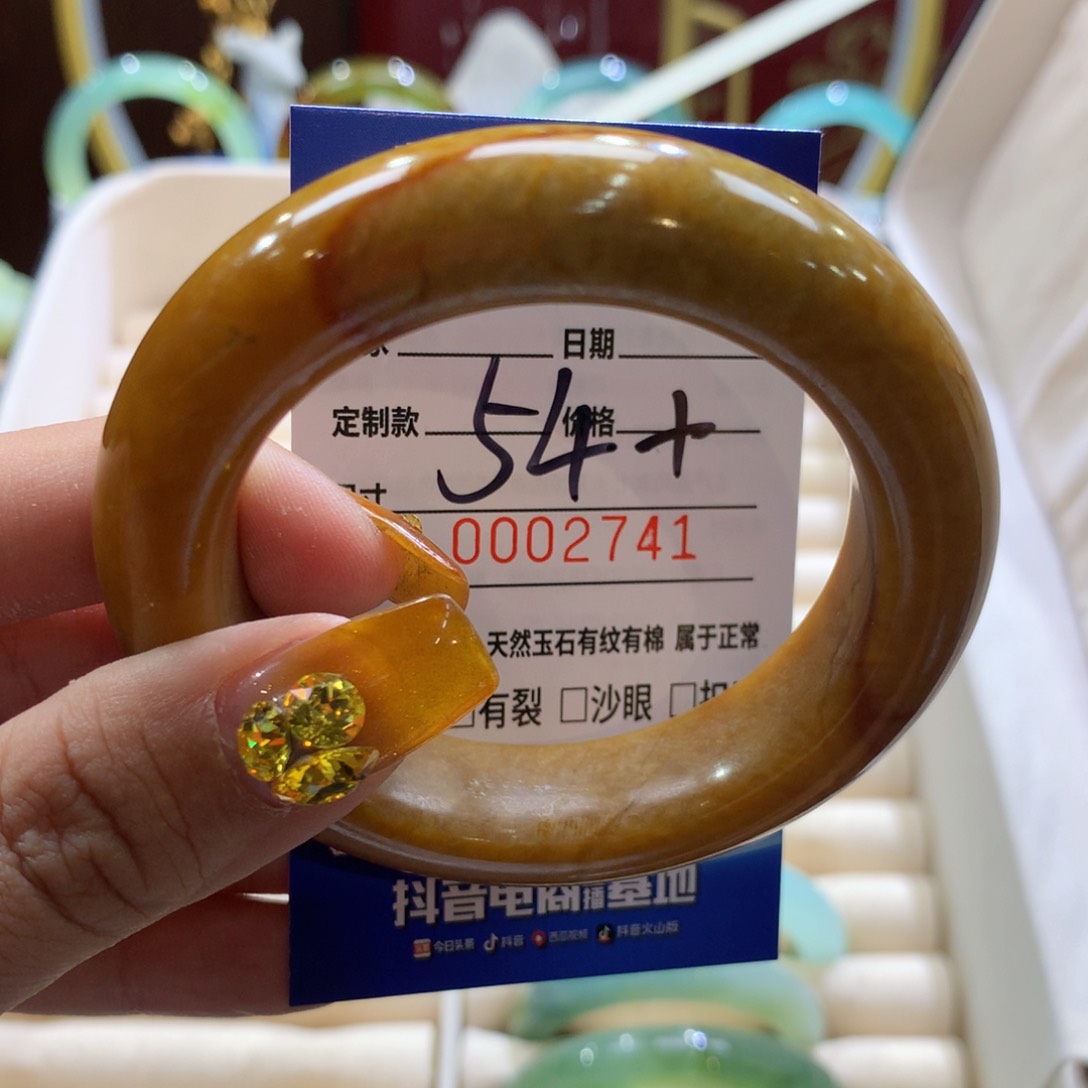 日期
定制款 价格
54+
寸
0002741
天然玉石有纹有棉 属于正常
□有裂 □沙眼 □
抖音电商直播基地
今日头条 抖音 西瓜视频 抖音火山版